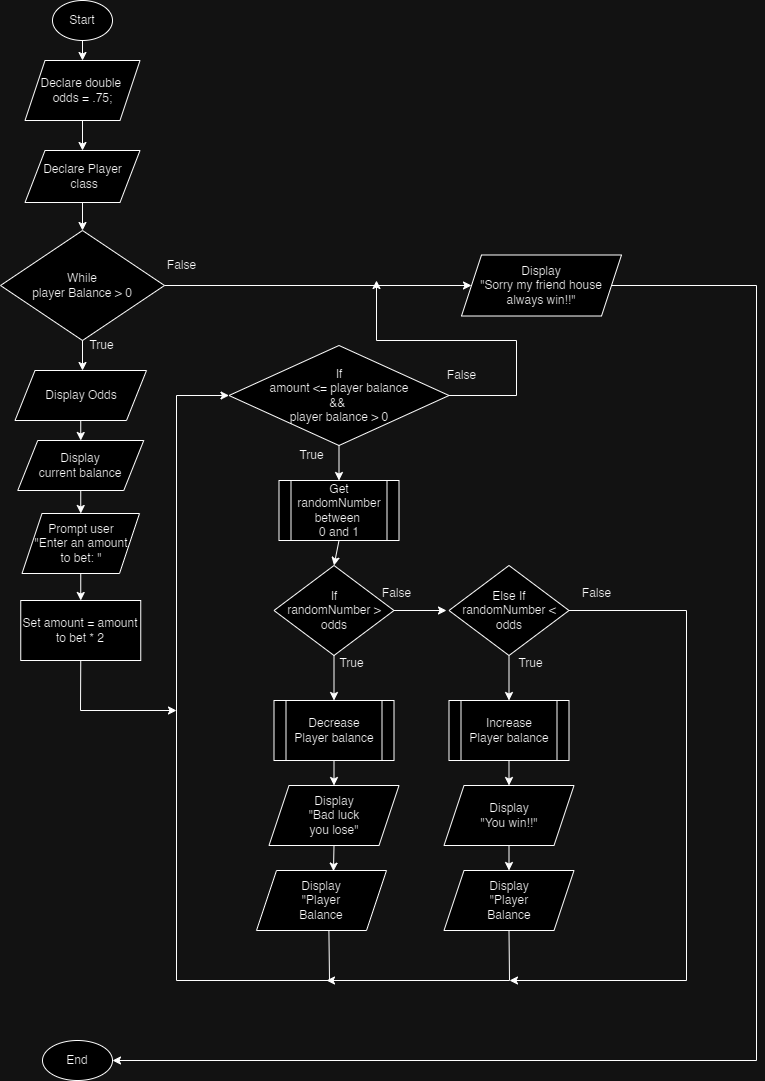 Start
Declare double
odds = .75;
Declare Player
class
While
player Balance > 0
False
True
Display
"Sorry my friend house
always win!!"
Display Odds
Display
current balance
Prompt user
"Enter an amount
to bet: "
Set amount = amount
to bet * 2
If
amount <= player balance
&&
player balance > 0
False
True
Get
randomNumber
between
0 and 1
If
randomNumber >
odds
False
True
Else If
randomNumber <
odds
False
True
Decrease
Player balance
Increase
Player balance
Display
"Bad luck
you lose"
Display
"You win!!"
Display
"Player
Balance
Display
"Player
Balance
End